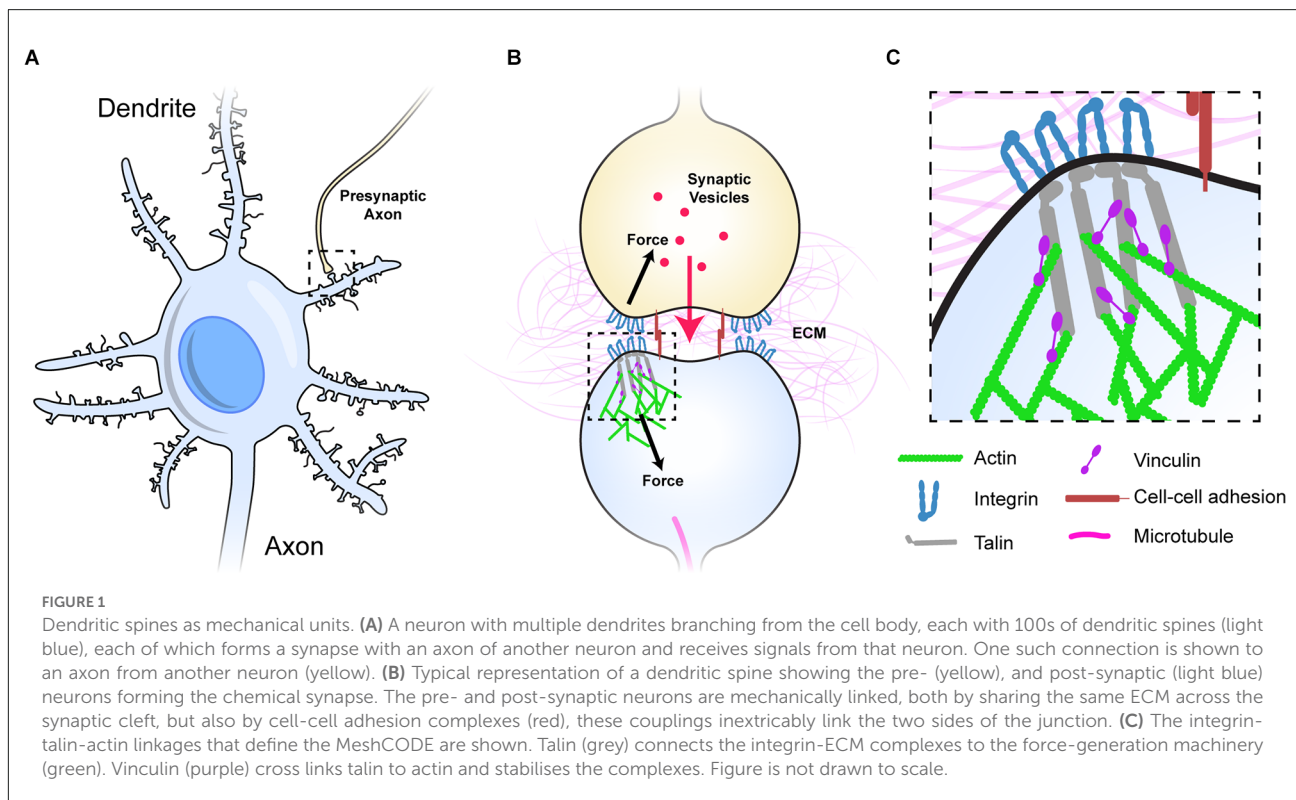 A
B
C
Dendrite
Presynaptic
Axon
Axon
Synaptic
Vesicles
Force
ECM
Force
Actin
Vinculin
Integrin
Cell-cell adhesion
Talin
Microtubule
FIGURE 1
Dendritic spines as mechanical units. (A) A neuron with multiple dendrites branching from the cell body, each with 100s of dendritic spines (light
blue), each of which forms a synapse with an axon of another neuron and receives signals from that neuron. One such connection is shown to
an axon from another neuron (yellow). (B) Typical representation of a dendritic spine showing the pre- (yellow), and post-synaptic (light blue)
neurons forming the chemical synapse. The pre- and post-synaptic neurons are mechanically linked, both by sharing the same ECM across the
synaptic cleft, but also by cell-cell adhesion complexes (red), these couplings inextricably link the two sides of the junction. (C) The integrin-
talin-actin linkages that define the MeshCODE are shown. Talin (grey) connects the integrin-ECM complexes to the force-generation machinery
(green). Vinculin (purple) cross links talin to actin and stabilises the complexes. Figure is not drawn to scale.